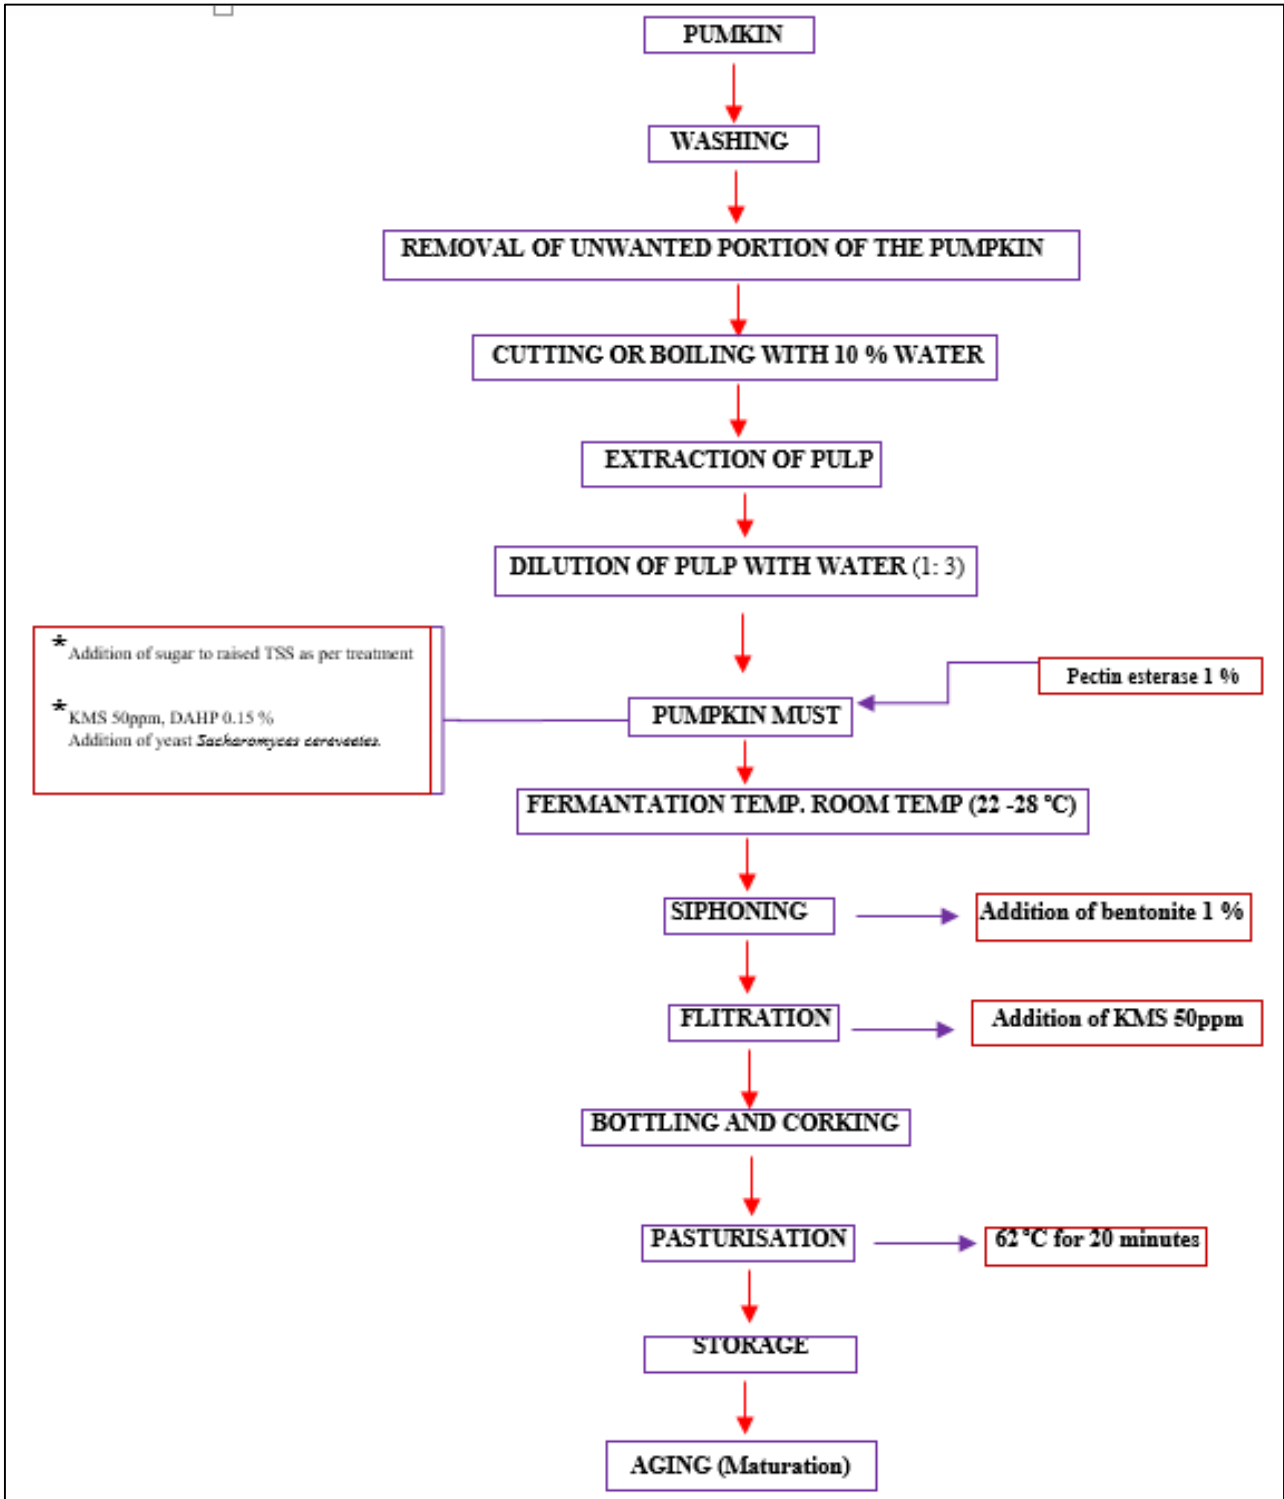 PUMKIN
WASHING
REMOVAL OF UNWANTED PORTION OF THE PUMPKIN
CUTTING OR BOILING WITH 10 % WATER
EXTRACTION OF PULP
DILUTION OF PULP WITH WATER (1: 3)
* Addition of sugar to raised TSS as per treatment
* KMS 50ppm, DAHP 0.15 %
Addition of yeast
Pectin esterase 1 %
PUMPKIN MUST
FERMANTATION TEMP. ROOM TEMP (22 -28 °C)
SIPHONING
Addition of bentonite 1 %
FLITRATION
Addition of KMS 50ppm
BOTTLING AND CORKING
PASTURISATION
62 °C for 20 minutes
STORAGE
AGING (Maturation)